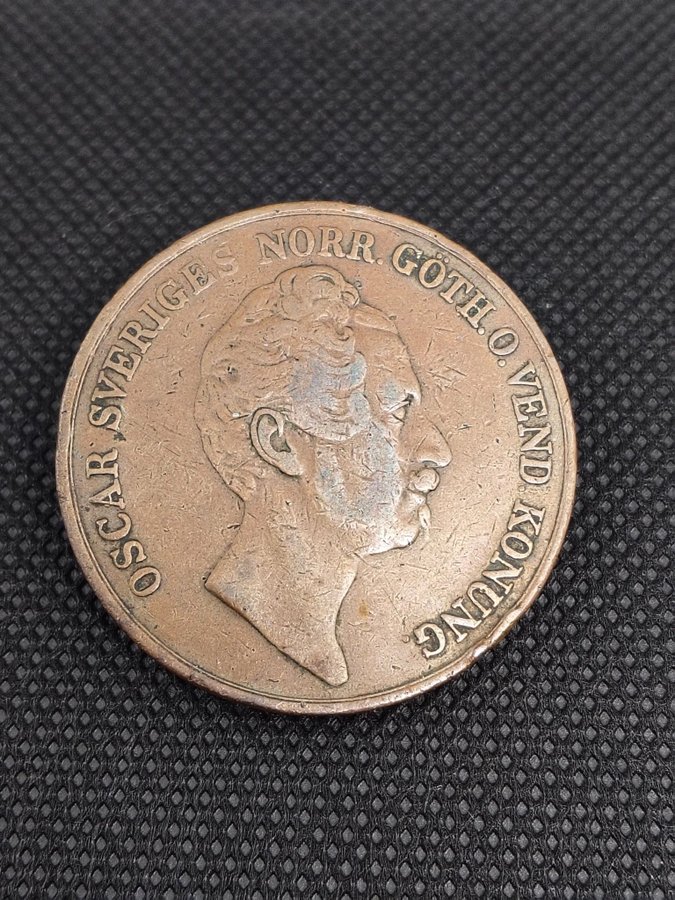 OSCAR SVERIGES NORR. GÖTH. O. VEND KONUNG.